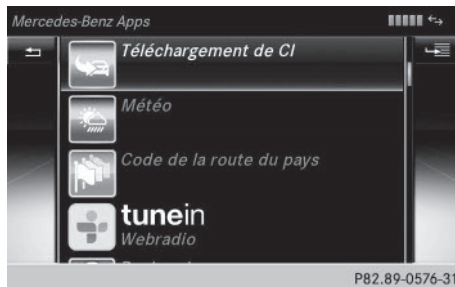 Mercedes-Benz Apps
Téléchargement de CI
Météo
Code de la route du pays
tunein
Webradio
P82.89-0576-31